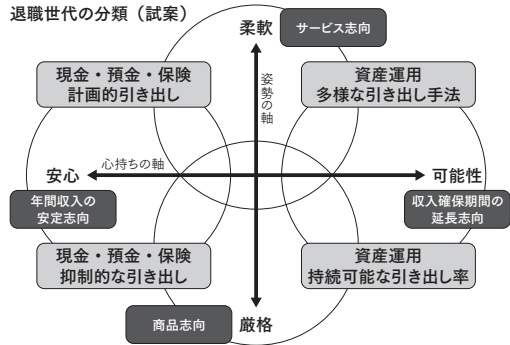 退職世代の分類（試案）
柔軟
サービス志向
現金・預金・保険
計画的引き出し
姿勢の軸
資産運用
多様な引き出し手法
心持ちの軸
安心
可能性
年間収入の
安定志向
収入確保期間の
延長志向
現金・預金・保険
抑制的な引き出し
資産運用
持続可能な引き出し率
商品志向
厳格